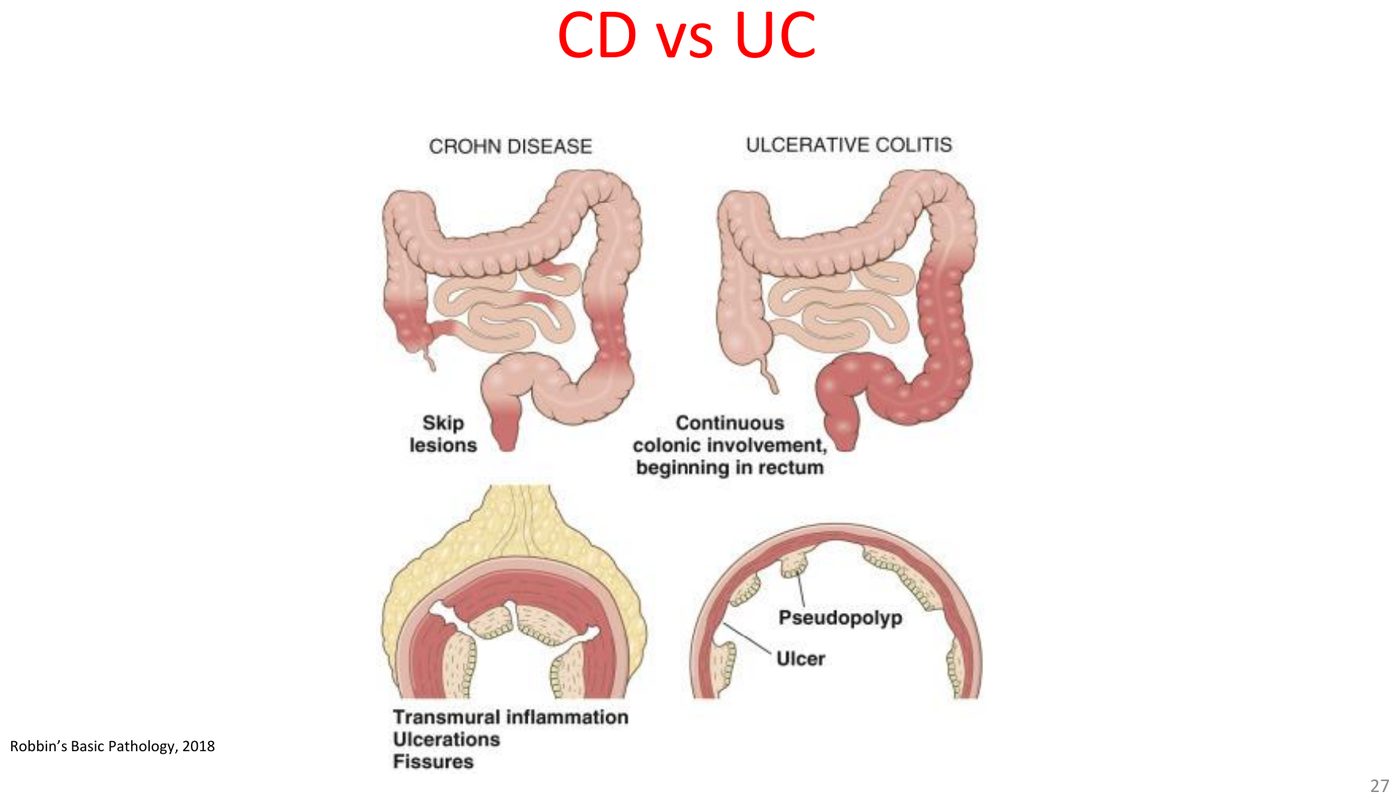 CD vs UC
CROHN DISEASE
ULCERATIVE COLITIS
Skip
lesions
Continuous
colonic involvement,
beginning in rectum
Pseudopolyp
Ulcer
Transmural inflammation
Ulcerations
Fissures
Robbin’s Basic Pathology, 2018
27